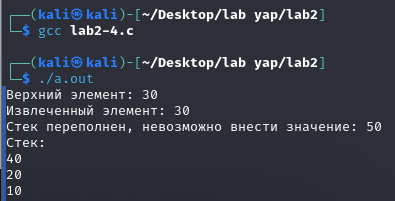 ┌──(kali㉿kali)-[~/Desktop/lab yap/lab2]
└─$ gcc lab2-4.c
┌──(kali㉿kali)-[~/Desktop/lab yap/lab2]
└─$ ./a.out
Верхний элемент: 30
Извлеченный элемент: 30
Стек переполнен, невозможно внести значение: 50
Стек:
40
20
10